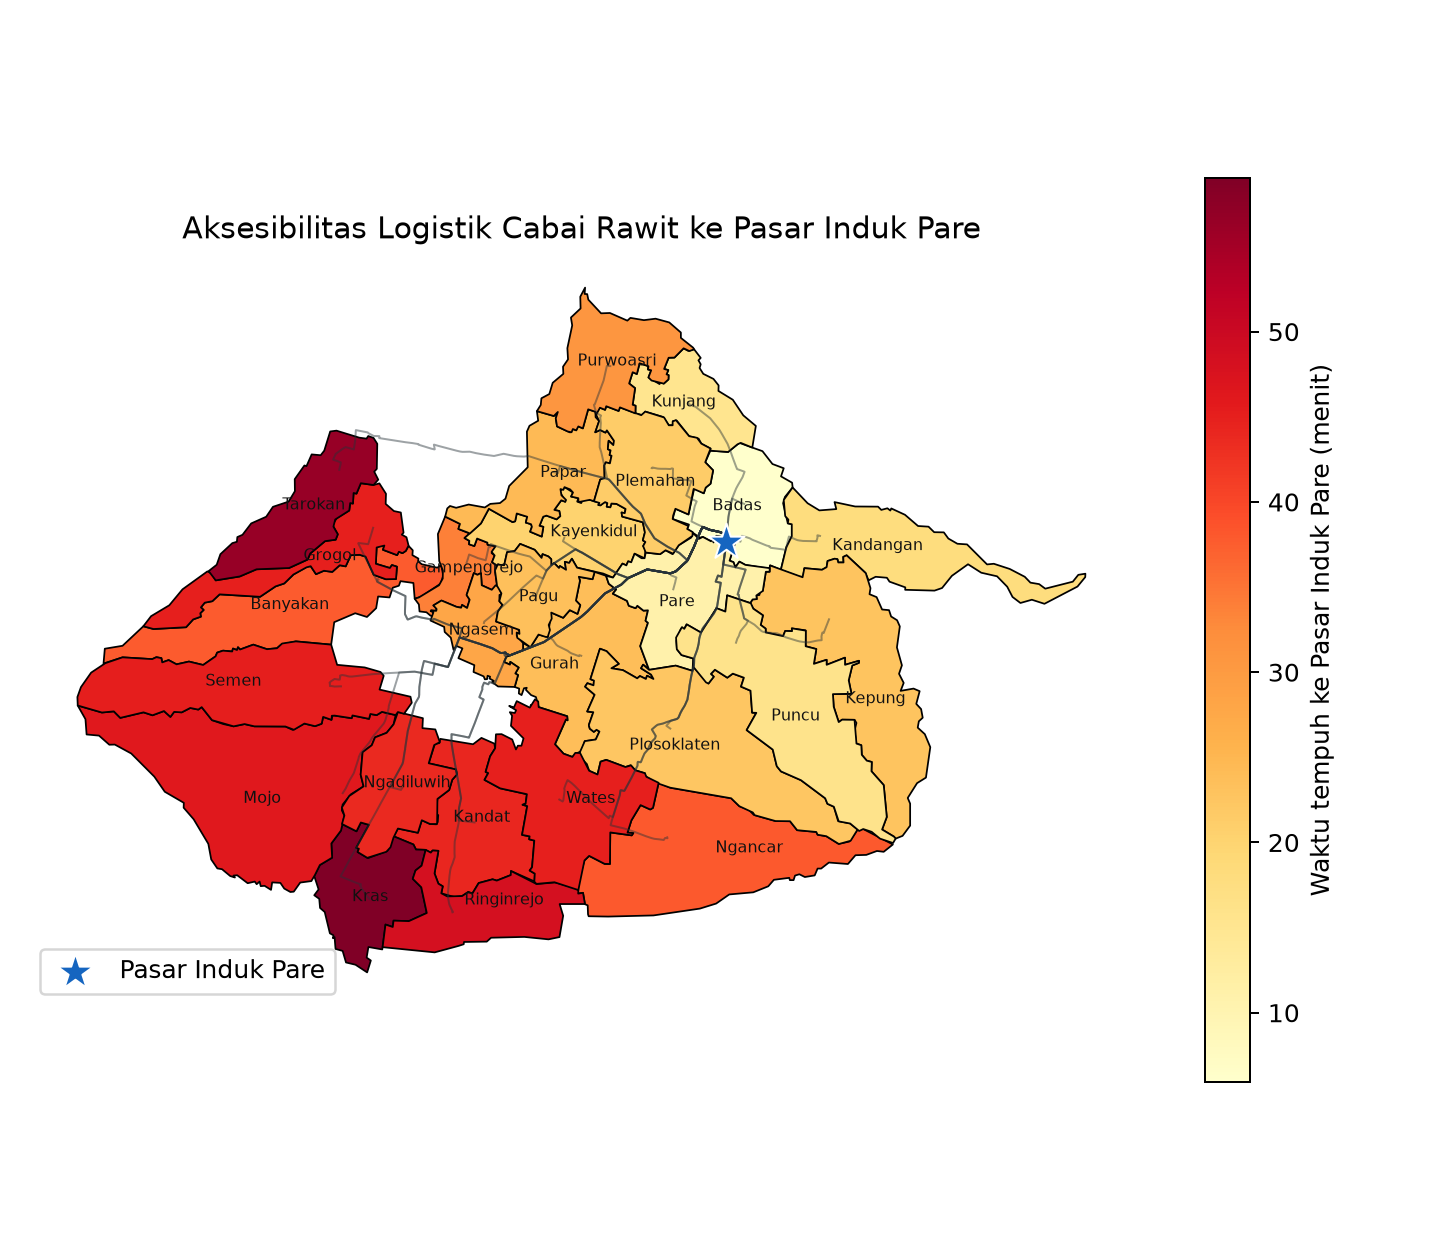 Aksesibilitas Logistik Cabai Rawit ke Pasar Induk Pare
Purwoasri
Kunjang
Papar
Plemahan
Tarokan
Badas
Kayenkidul
Kandangan
Grogol
Gampengrejo
Banyakan
Pagu
Pare
Ngasem
Gurah
Semen
Kepung
Puncu
Plosoklaten
Ngadiluwih
Mojo
Wates
Kandat
Ngancar
Kras
Ringinrejo
Pasar Induk Pare
50
40
30
20
10
Waktu tempuh ke Pasar Induk Pare (menit)